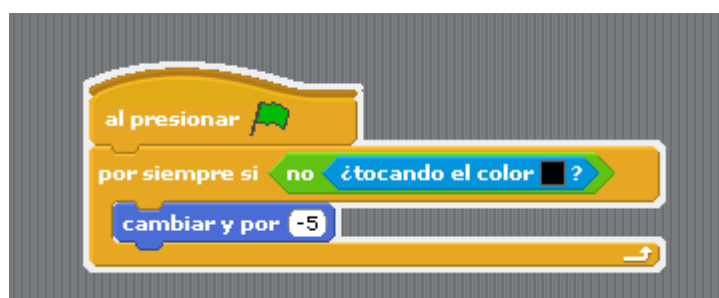 al presionar
por siempre si no ¿tocando el color ?
cambiar y por -5